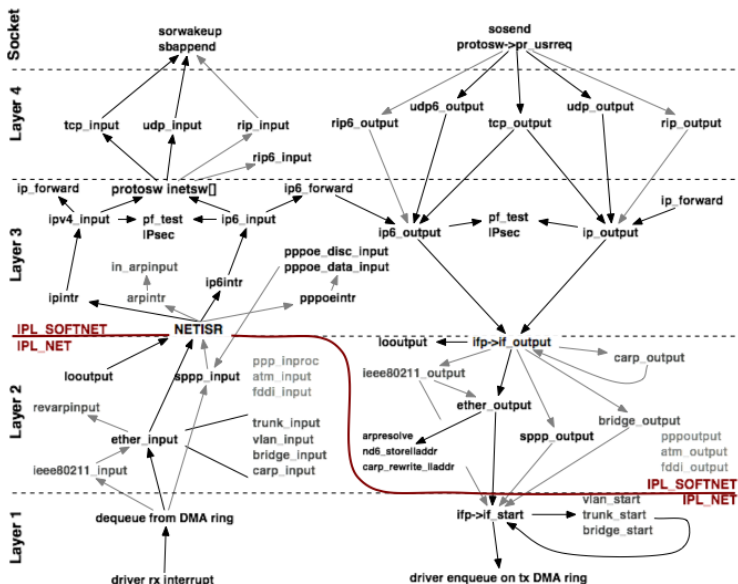 Socket
sorwakeup
sbappend
sosend
protosw->pr_usrreq
Layer 4
tcp_input
udp_input
rip_input
rip6_input
rip6_output
udp6_output
tcp_output
udp_output
rip_output
Layer 3
ip_forward
protosw inetsw[]
ip6_forward
ip_forward
ipv4_input
pf_test
IPsec
ip6_input
ip6_output
pf_test
IPsec
ip_output
pppoe_disc_input
pppoe_data_input
in_arpinput
ip6intr
ipintr
arpintr
pppoeintr
IPL_SOFTNET
IPL_NET
NETISR
looutput
ifp->if_output
Layer 2
looutput
sppp_input
ppp_inproc
atm_input
fddi_input
carp_output
ieee80211_output
revarpinput
ether_input
trunk_input
vlan_input
bridge_input
carp_input
ether_output
bridge_output
arpresolve
nd6_storelladdr
carp_rewrite_lladdr
sppp_output
pppoutput
atm_output
fddi_output
ieee80211_input
IPL_SOFTNET
IPL_NET
Layer 1
dequeue from DMA ring
ifp->if_start
vlan_start
trunk_start
bridge_start
driver rx interrupt
driver enqueue on tx DMA ring